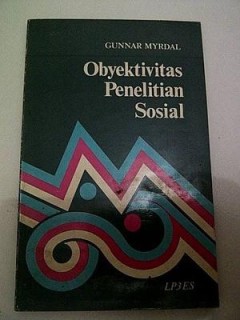 GUNNAR MYRDAL
Obyektivitas
Penelitian
Sosial
LP3ES